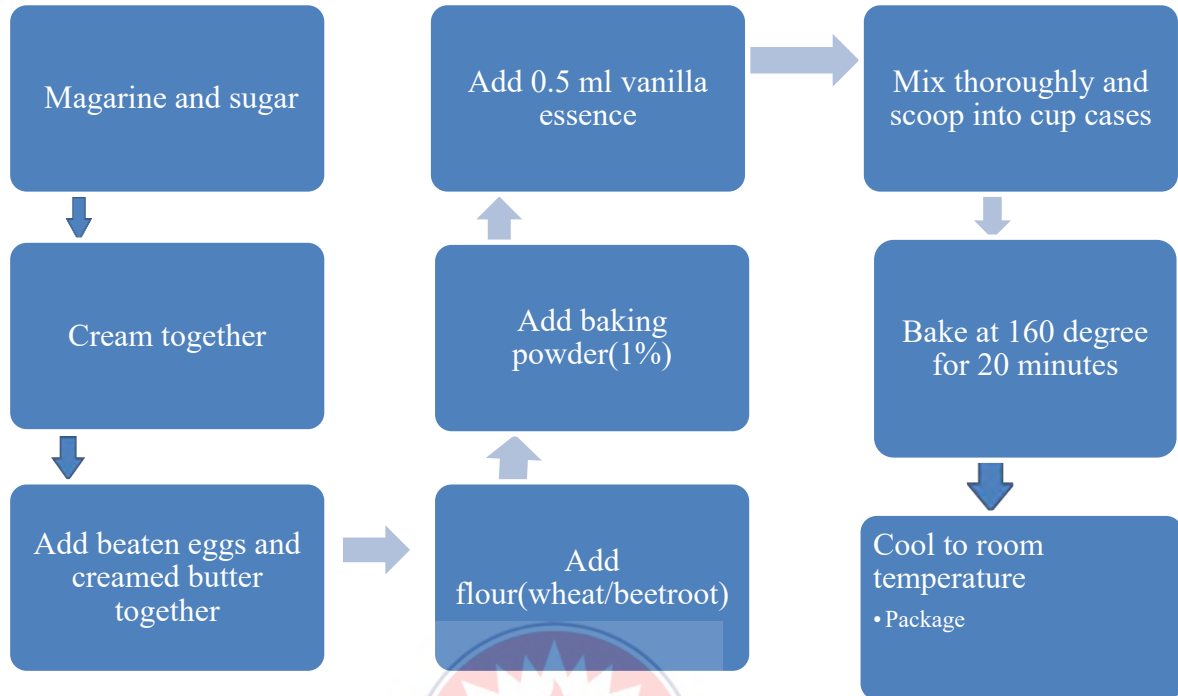 Magarine and sugar
Cream together
Add beaten eggs and
creamed butter
together
Add
flour(wheat/beetroot)
Add baking
powder(1%)
Add 0.5 ml vanilla
essence
Mix thoroughly and
scoop into cup cases
Bake at 160 degree
for 20 minutes
Cool to room
temperature
• Package